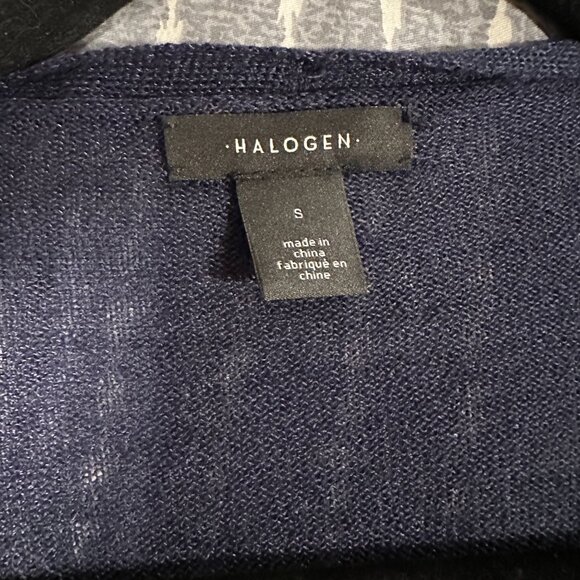 ·HALOGEN·
S
made in
china
fabriqué en
chine